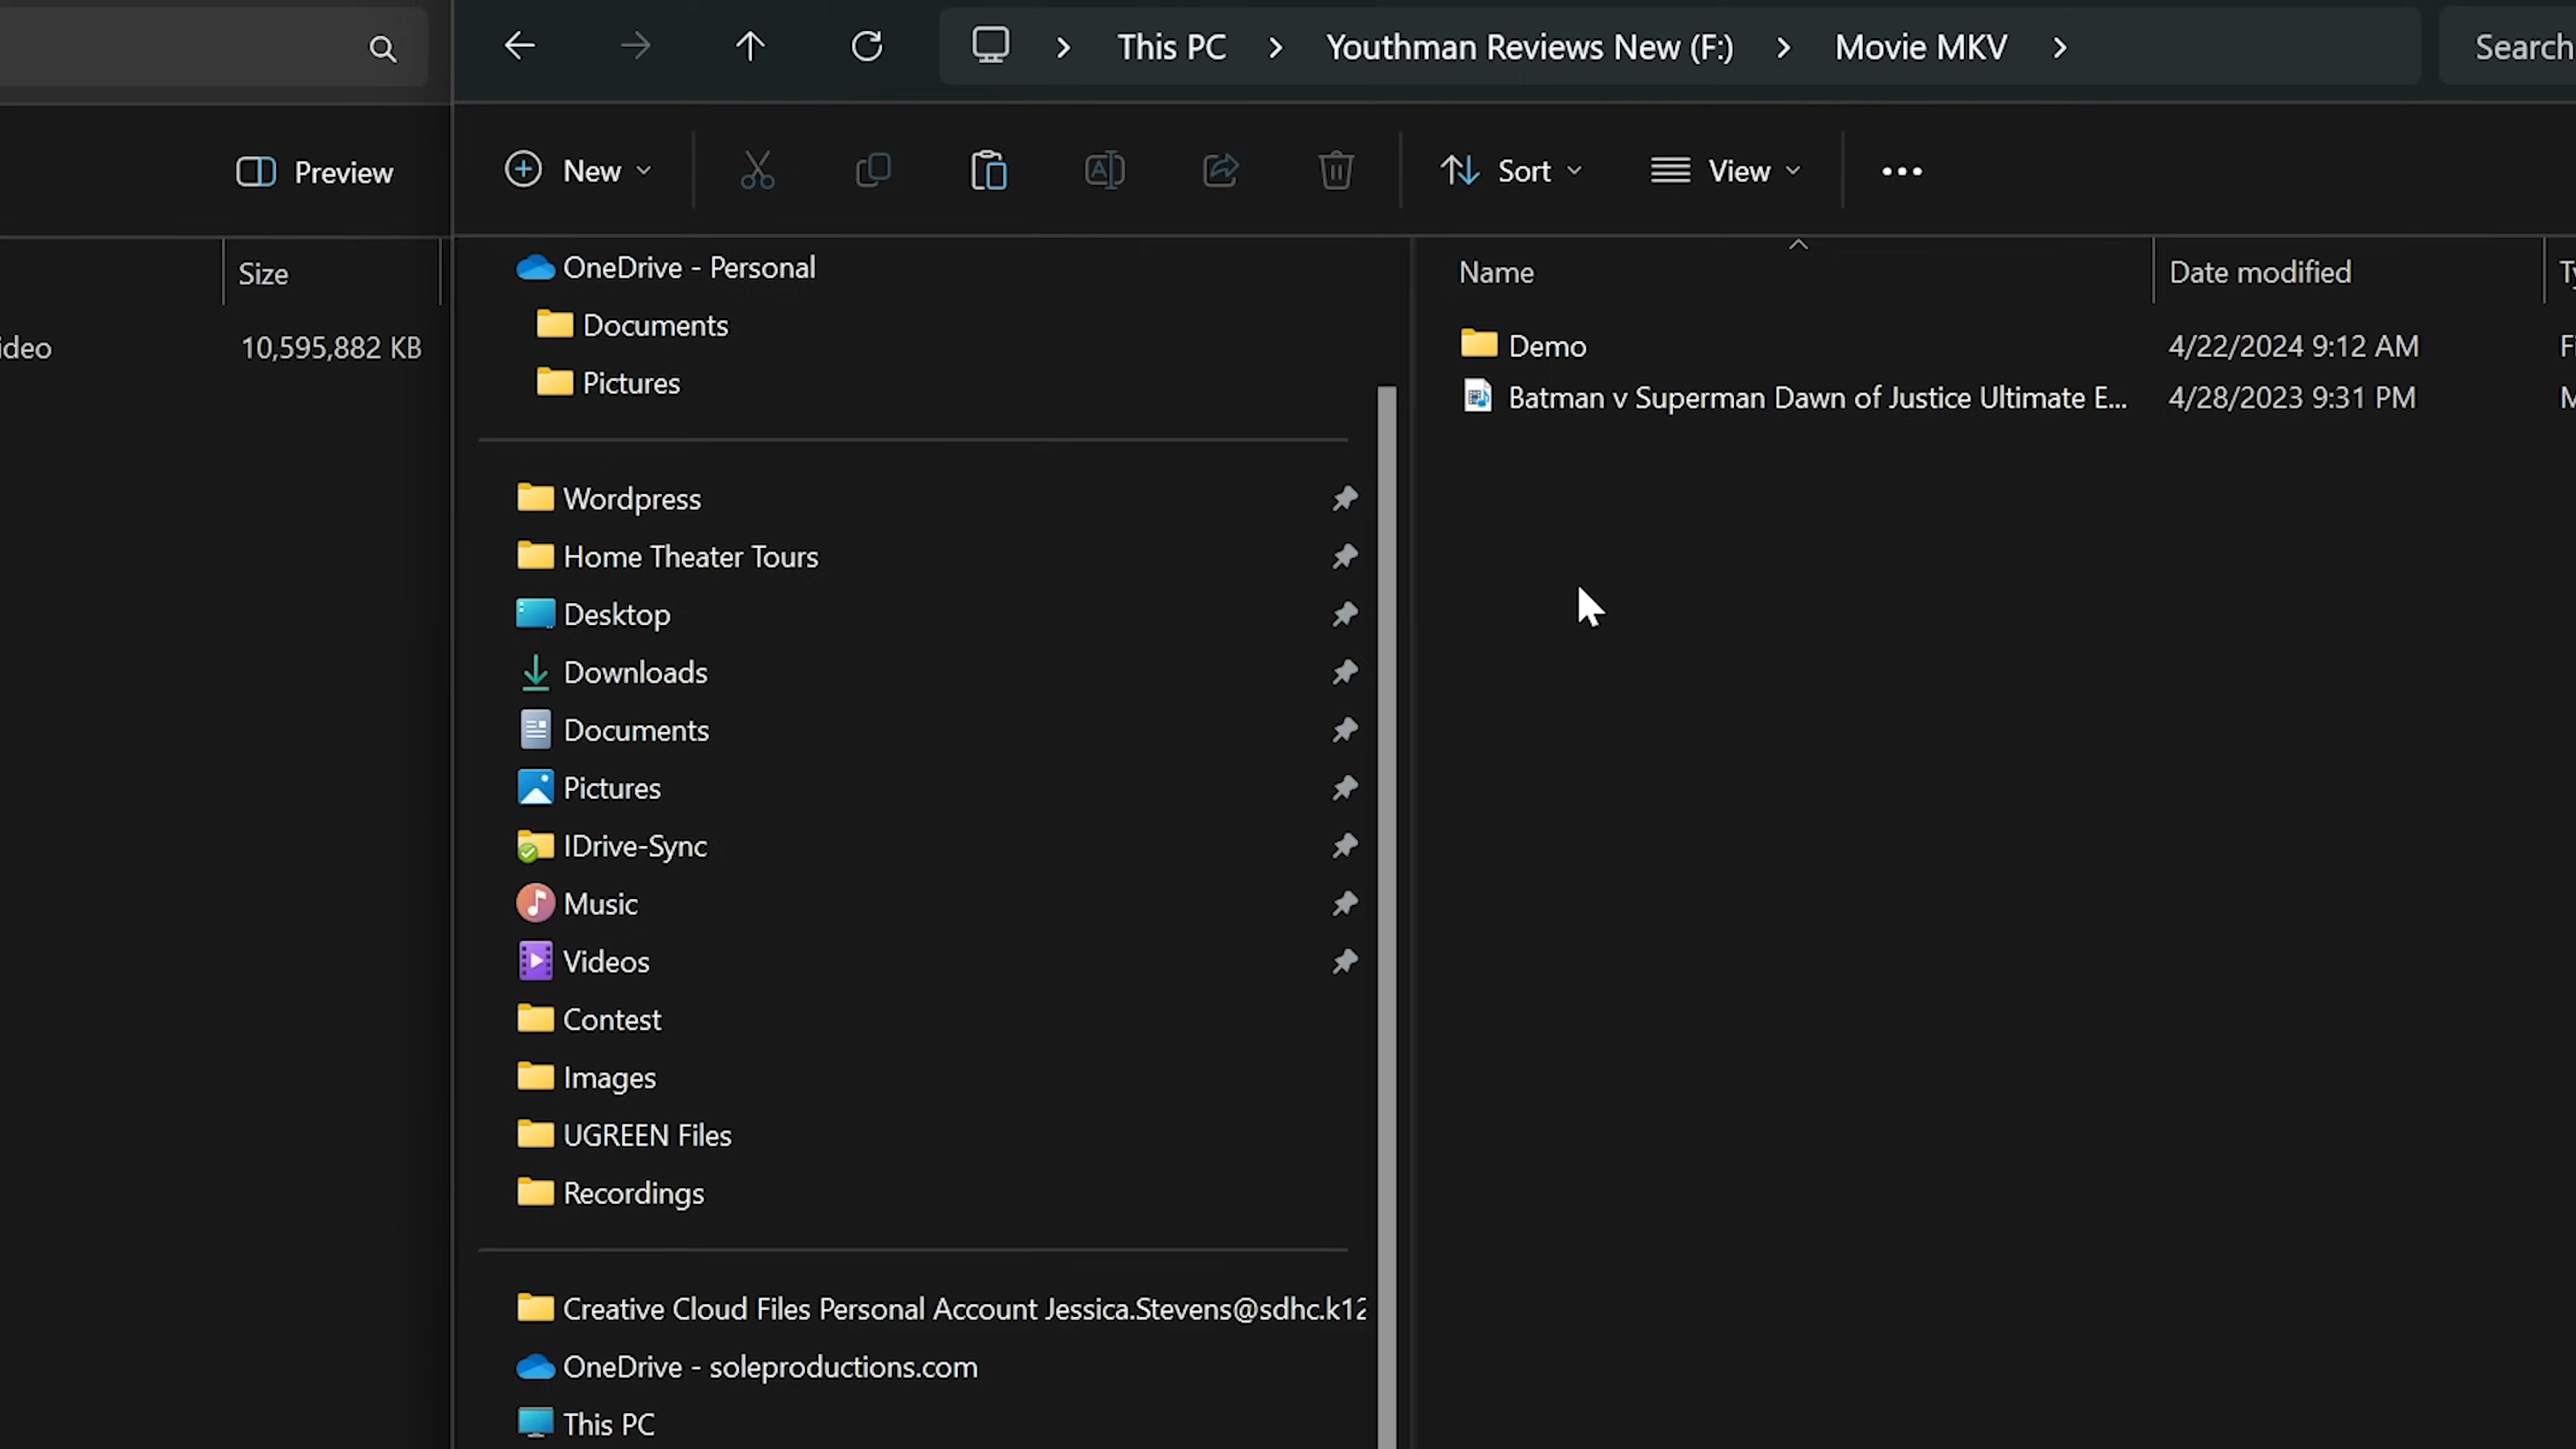 This PC > Youthman Reviews New (F:) > Movie MKV >
Search
Preview
New
Sort
View
Size
ideo 10,595,882 KB
OneDrive - Personal
Documents
Pictures
Wordpress
Home Theater Tours
Desktop
Downloads
Documents
Pictures
IDrive-Sync
Music
Videos
Contest
Images
UGREEN Files
Recordings
Creative Cloud Files Personal Account Jessica.Stevens@sdhc.k12
OneDrive - soleproductions.com
This PC
Name Date modified Ty
Demo 4/22/2024 9:12 AM F
Batman v Superman Dawn of Justice Ultimate E... 4/28/2023 9:31 PM M